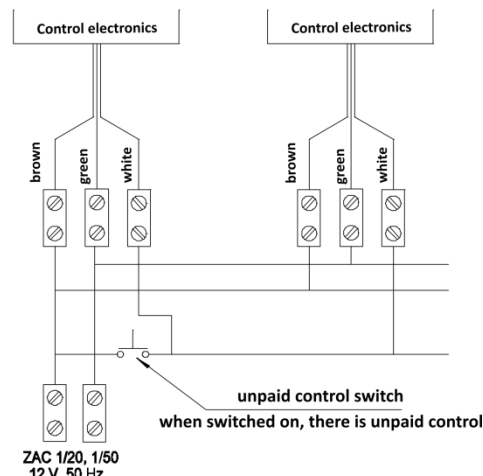 Control electronics
Control electronics
brown
green
white
brown
green
white
unpaid control switch
when switched on, there is unpaid control
ZAC 1/20, 1/50
12 V, 50 Hz